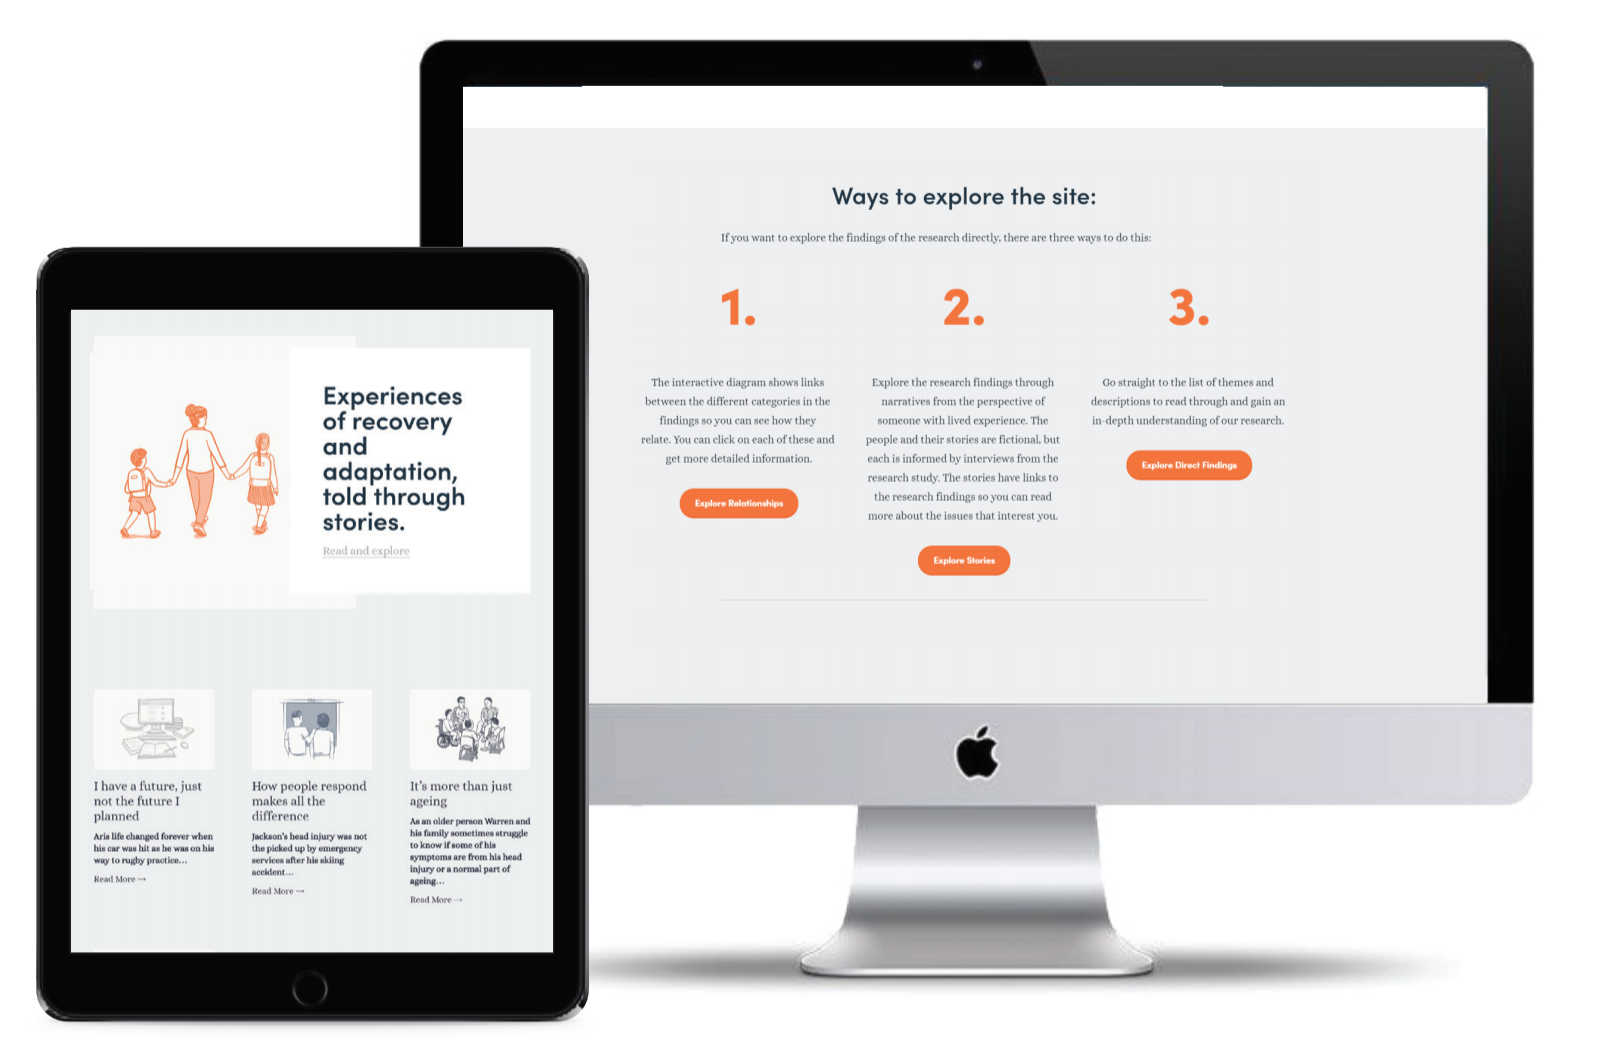 Ways to explore the site:
If you want to explore the findings of the research directly, there are three ways to do this:
1.
The interactive diagram shows links
between the different categories in the
findings so you can see how they
relate. You can click on each of these and
get more detailed information.
Explore Relationships
2.
Explore the research findings through
narratives from the perspective of
someone with lived experience. The
people and their stories are fictional, but
each is informed by interviews from the
research study. The stories have links to
the research findings so you can read
more about the issues that interest you.
Explore Stories
3.
Go straight to the list of themes and
descriptions to read through and gain an
in-depth understanding of our research.
Explore Direct Findings
Experiences
of recovery
and
adaptation,
told through
stories.
Read and explore
I have a future, just
not the future I
planned
Aris life changed forever when
his car was hit as he was on his
way to rugby practice...
Read More →
How people respond
makes all the
difference
Jackson's head injury was not
the picked up by emergency
services after his skiing
accident...
Read More →
It's more than just
ageing
As an older person Warren and
his family sometimes struggle
to know if some of his
symptoms are from his head
injury or a normal part of
ageing...
Read More →